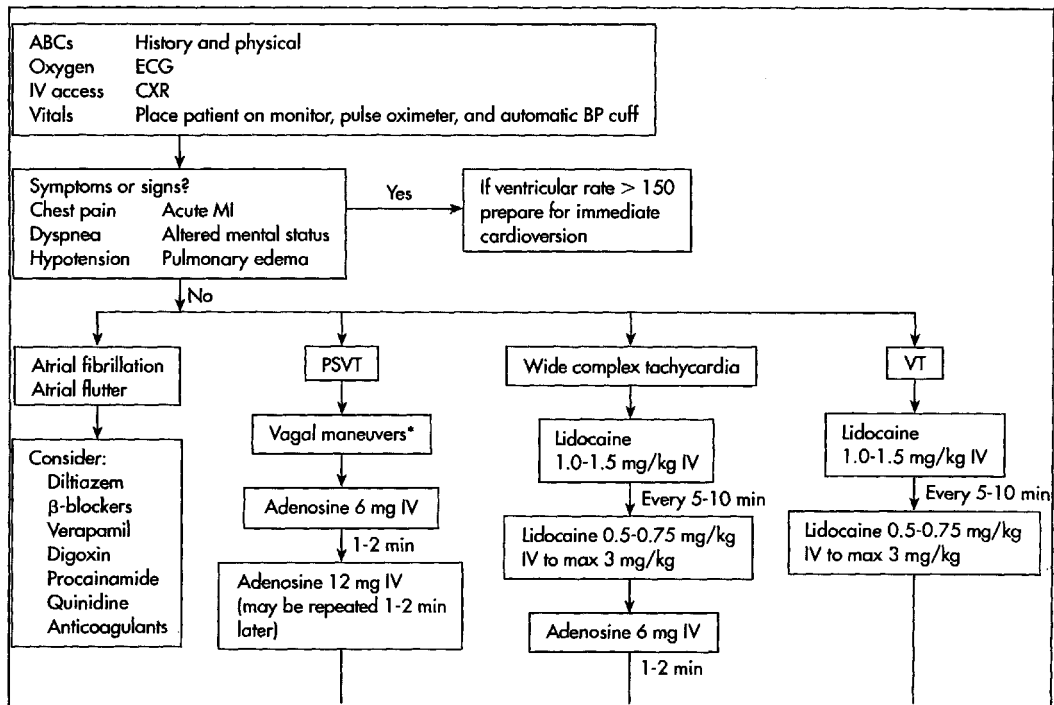 ABCs History and physical
Oxygen ECG
IV access CXR
Vitals Place patient on monitor, pulse oximeter, and automatic BP cuff
Symptoms or signs?
Chest pain Acute MI
Dyspnea Altered mental status
Hypotension Pulmonary edema
Yes
If ventricular rate > 150
prepare for immediate
cardioversion
No
Atrial fibrillation
Atrial flutter
Consider:
Diltiazem
β-blockers
Verapamil
Digoxin
Procainamide
Quinidine
Anticoagulants
PSVT
Vagal maneuvers*
Adenosine 6 mg IV
1-2 min
Adenosine 12 mg IV
(may be repeated 1-2 min
later)
Wide complex tachycardia
Lidocaine
1.0-1.5 mg/kg IV
Every 5-10 min
Lidocaine 0.5-0.75 mg/kg
IV to max 3 mg/kg
Adenosine 6 mg IV
1-2 min
VT
Lidocaine
1.0-1.5 mg/kg IV
Every 5-10 min
Lidocaine 0.5-0.75 mg/kg
IV to max 3 mg/kg